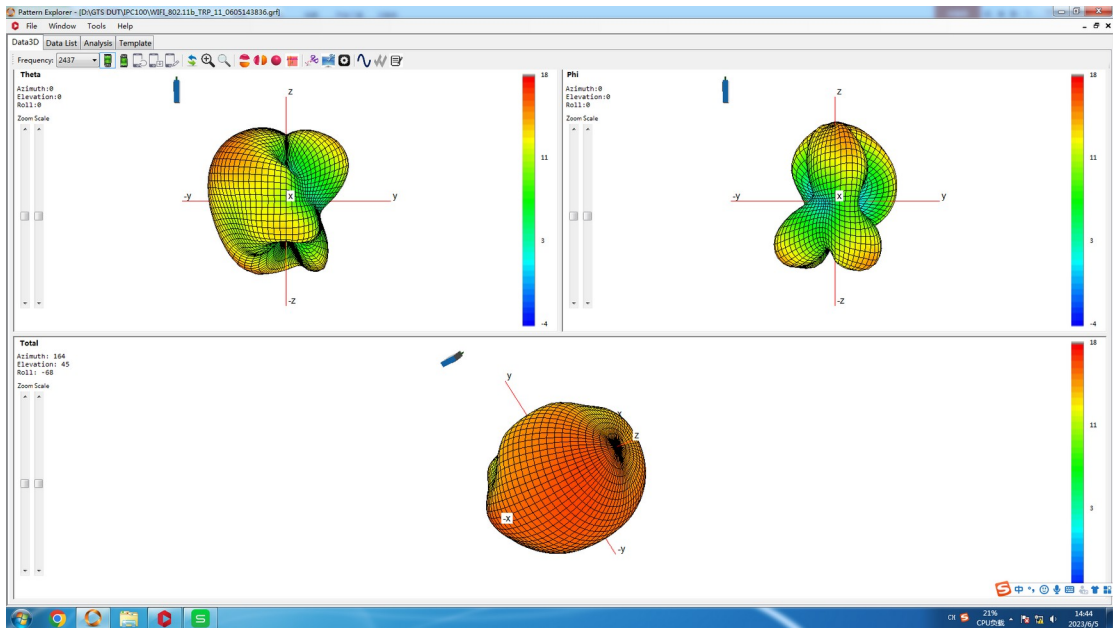 Pattern Explorer - [D:\GTS DUT\IPC100\WIFI_802.11b_TRP_11_0605143836.grf]
File Window Tools Help
Data3D Data List Analysis Template
Frequency: 2437
Theta
Azimuth:0
Elevation:0
Roll:0
Zoom Scale
z
-y
x
y
-z
18
11
3
-4
Phi
Azimuth:0
Elevation:0
Roll:0
Zoom Scale
z
-y
x
y
-z
18
11
3
-4
Total
Azimuth: 164
Elevation: 45
Roll: -68
Zoom Scale
y
x
z
-x
-y
18
11
3
中
CH
21%
CPU负载
14:44
2023/6/5